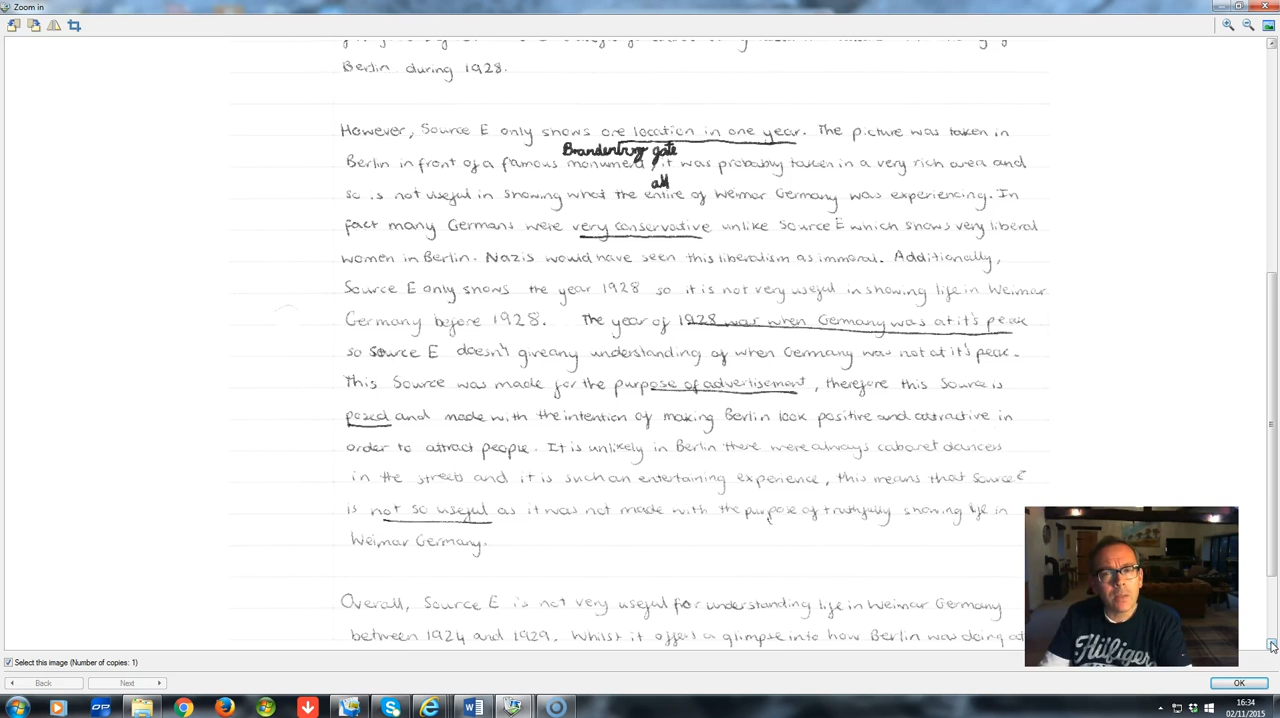 Zoom in
Berlin during 1928.
However, Source E only shows one location in one year. The picture was taken in
Brandenburg gate
Berlin in front of a famous monument, it was probably taken in a very rich area and
all
so is not useful in showing what the entire of Weimar Germany was experiencing. In
fact many Germans were very conservative unlike Source E which shows very liberal
women in Berlin. Nazis would have seen this liberalism as immoral. Additionally,
Source E only shows the year 1928 so it is not very useful in showing life in Weimar
Germany before 1928. The year of 1928 was when Germany was at it's peak
so source E doesn't give any understanding of when Germany was not at it's peak.
This Source was made for the purpose of advertisement, therefore this Source is
posed and made with the intention of making Berlin look positive and attractive in
order to attract people. It is unlikely in Berlin there were always cabaret dancers
in the streets and it is such an entertaining experience, this means that Source E
is not so useful as it was not made with the purpose of truthfully showing life in
Weimar Germany.
Overall, Source E is not very useful for understanding life in Weimar Germany
between 1924 and 1929. Whilst it offers a glimpse into how Berlin was doing at
Hilfiger
Select this image (Number of copies: 1)
Back Next OK
16:34
02/11/2015